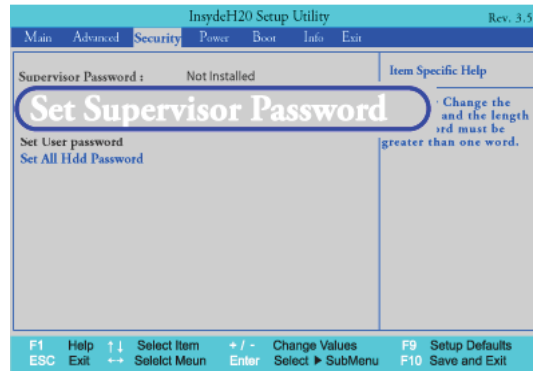 InsydeH20 Setup Utility Rev. 3.5
Main Advanced Security Power Boot Info Exit
Supervisor Password : Not Installed
Item Specific Help
Set Supervisor Password
Change the
and the length
must be
greater than one word.
Set User password
Set All Hdd Password
F1 Help ↑↓ Select Item + / - Change Values F9 Setup Defaults
ESC Exit ↔ Selelct Meun Enter Select ▶ SubMenu F10 Save and Exit